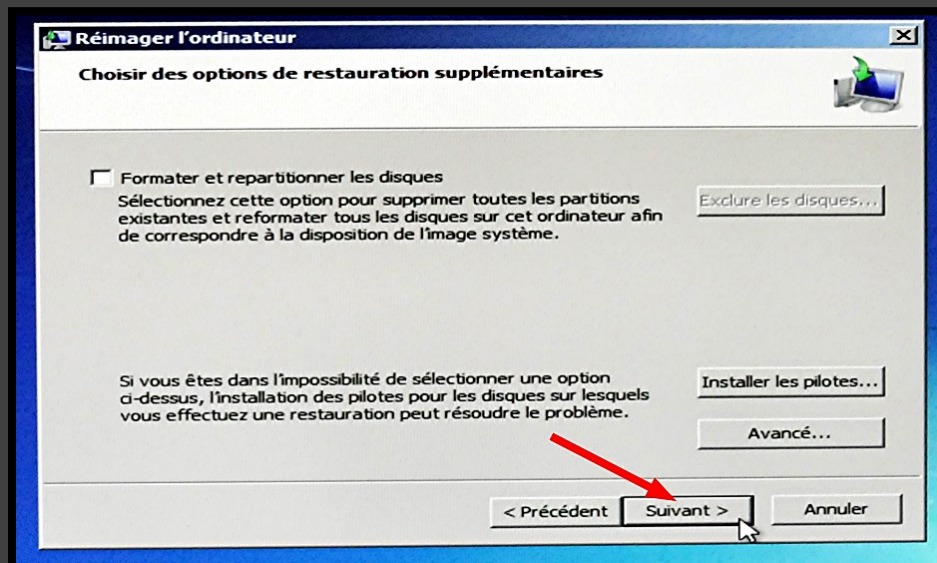 Réimager l'ordinateur
Choisir des options de restauration supplémentaires
Formater et repartitionner les disques
Sélectionnez cette option pour supprimer toutes les partitions
existantes et reformater tous les disques sur cet ordinateur afin
de correspondre à la disposition de l'image système.
Exclure les disques...
Si vous êtes dans l'impossibilité de sélectionner une option
ci-dessus, l'installation des pilotes pour les disques sur lesquels
vous effectuez une restauration peut résoudre le problème.
Installer les pilotes...
Avancé...
< Précédent
Suivant >
Annuler